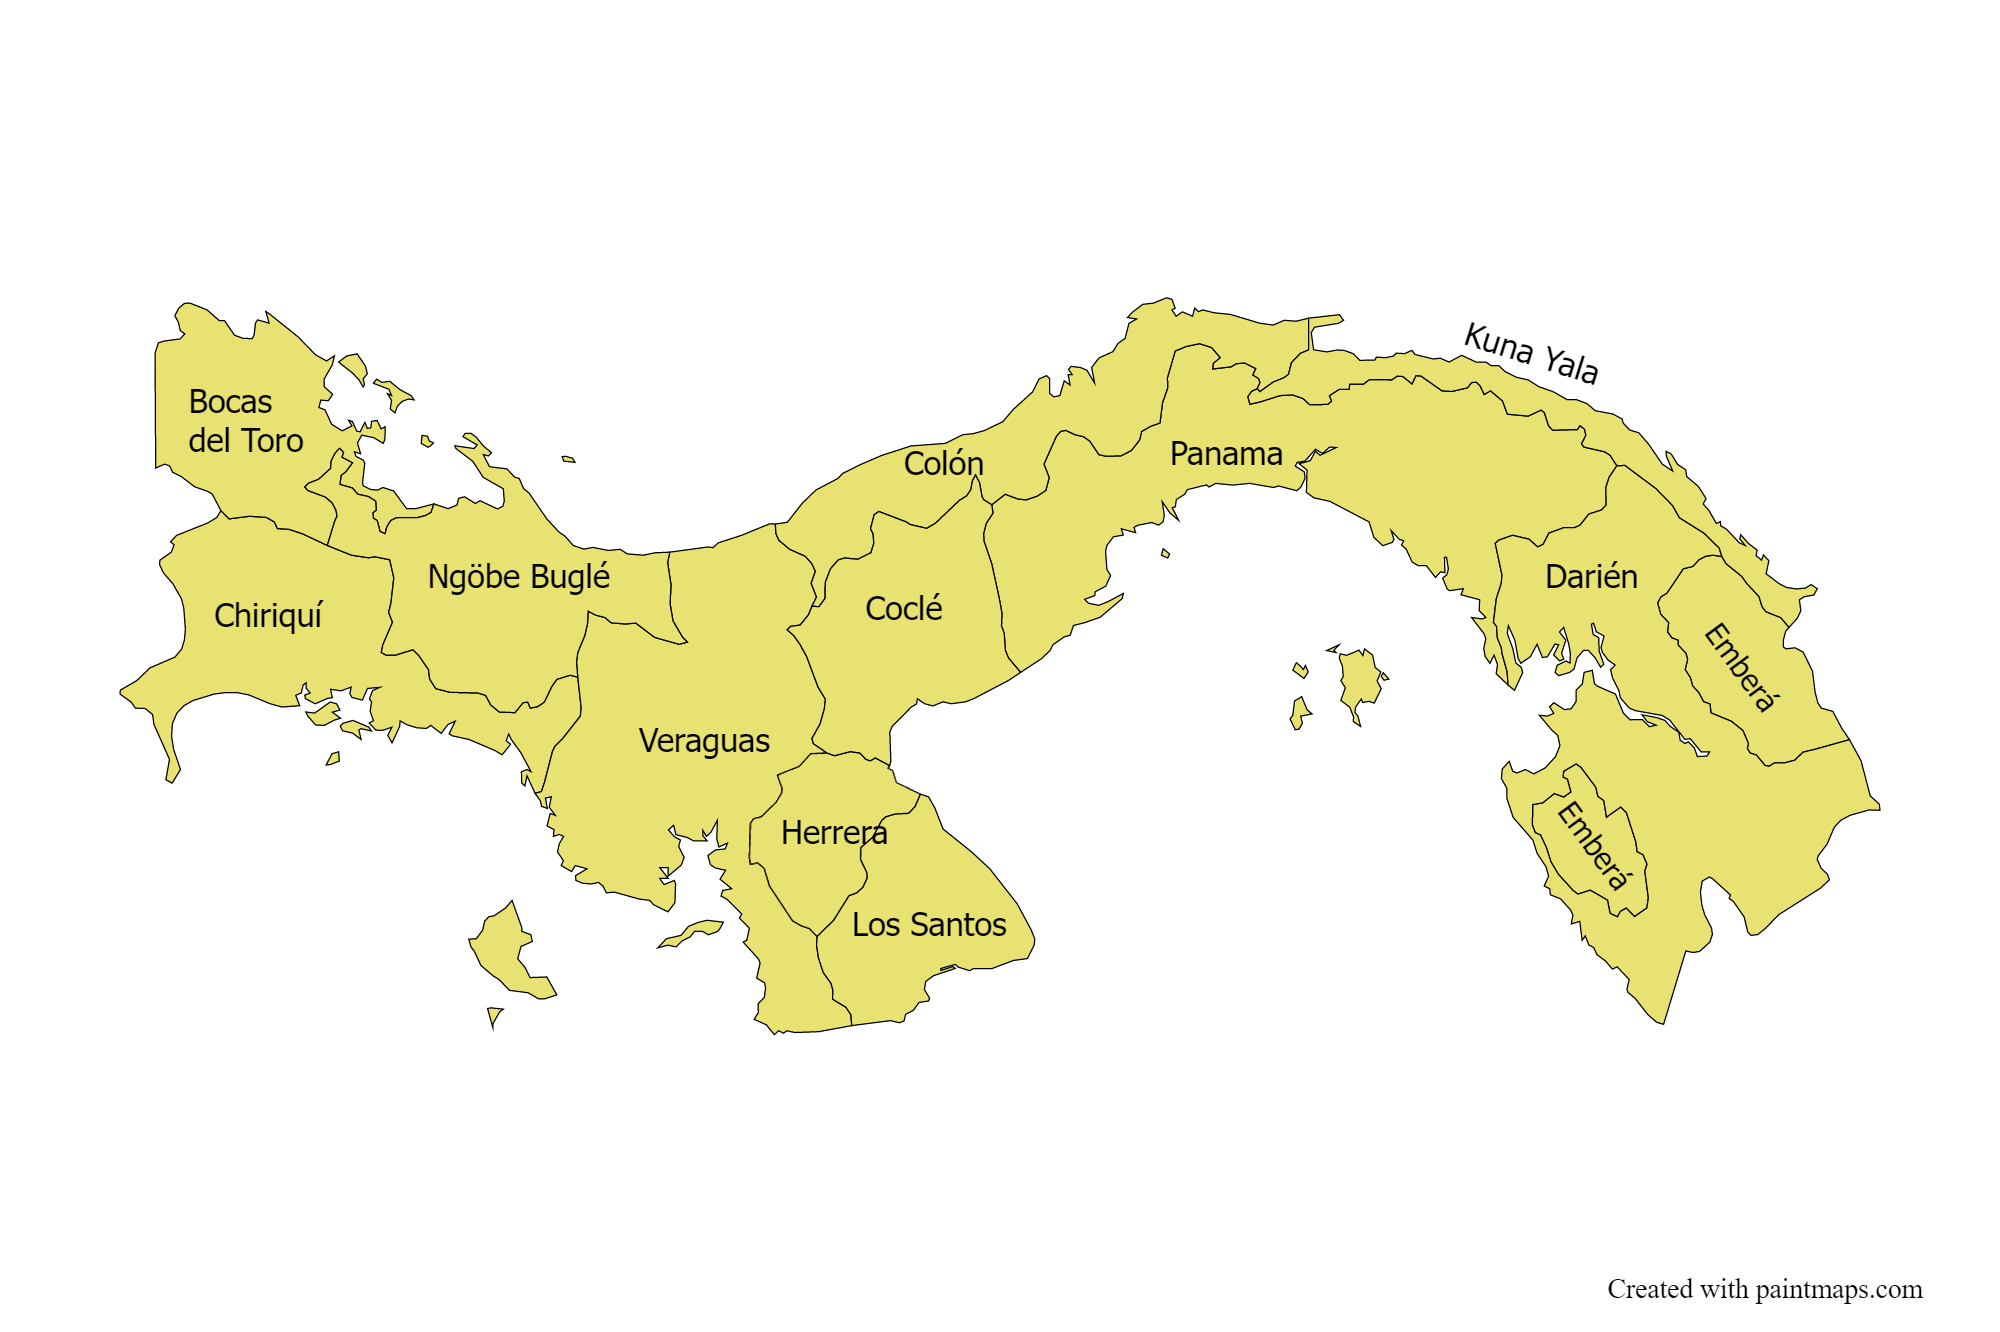 Kuna Yala
Bocas
del Toro
Colón
Panama
Ngöbe Buglé
Darién
Chiriquí
Coclé
Emberá
Veraguas
Herrera
Emberá
Los Santos
Created with paintmaps.com